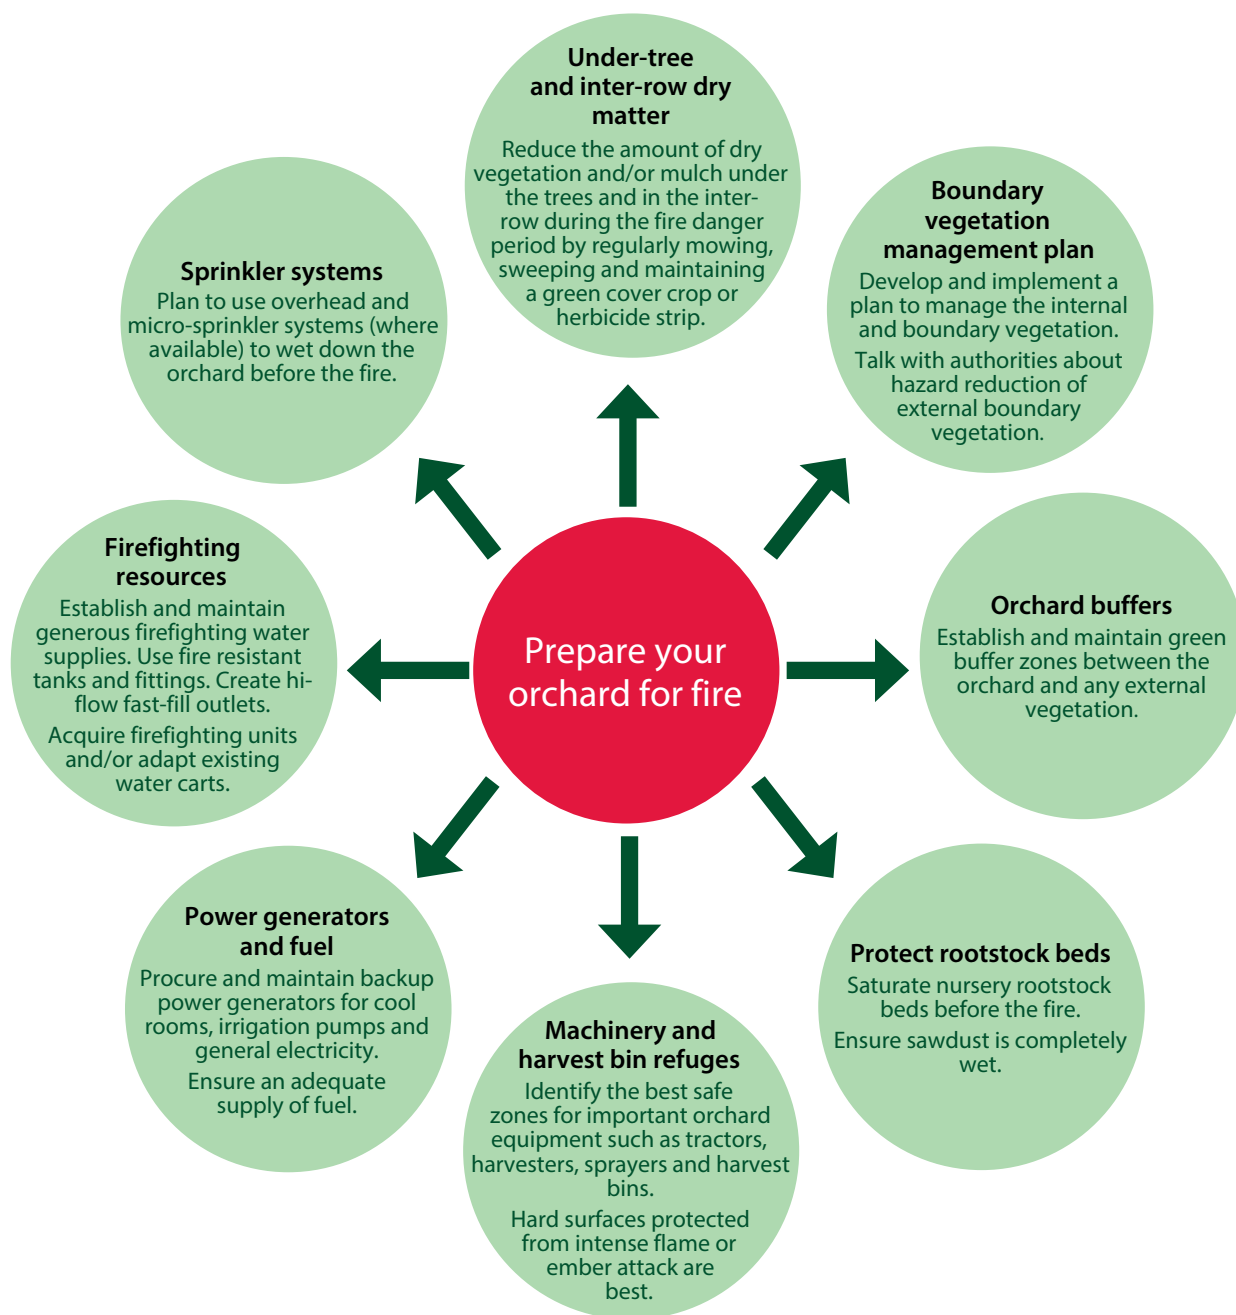 Under-tree
and inter-row dry
matter
Reduce the amount of dry
vegetation and/or mulch under
the trees and in the inter-
row during the fire danger
period by regularly mowing,
sweeping and maintaining
a green cover crop or
herbicide strip.
Boundary
vegetation
management plan
Develop and implement a
plan to manage the internal
and boundary vegetation.
Talk with authorities about
hazard reduction of
external boundary
vegetation.
Orchard buffers
Establish and maintain green
buffer zones between the
orchard and any external
vegetation.
Protect rootstock beds
Saturate nursery rootstock
beds before the fire.
Ensure sawdust is completely
wet.
Machinery and
harvest bin refuges
Identify the best safe
zones for important orchard
equipment such as tractors,
harvesters, sprayers and harvest
bins.
Hard surfaces protected
from intense flame or
ember attack are
best.
Power generators
and fuel
Procure and maintain backup
power generators for cool
rooms, irrigation pumps and
general electricity.
Ensure an adequate
supply of fuel.
Firefighting
resources
Establish and maintain
generous firefighting water
supplies. Use fire resistant
tanks and fittings. Create hi-
flow fast-fill outlets.
Acquire firefighting units
and/or adapt existing
water carts.
Sprinkler systems
Plan to use overhead and
micro-sprinkler systems (where
available) to wet down the
orchard before the fire.
Prepare your
orchard for fire